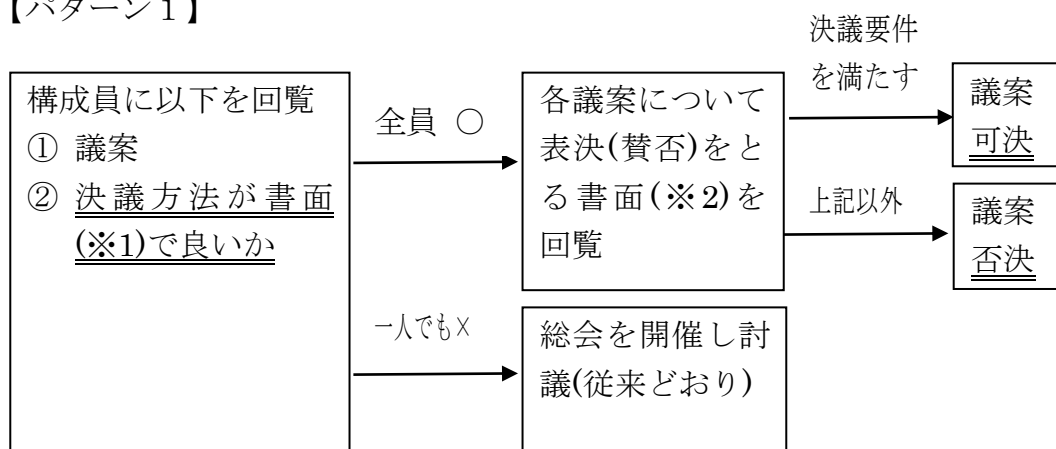 【パターン１】
構成員に以下を回覧
① 議案
② 決議方法が書面
(※1)で良いか
全員 ○
一人でも×
各議案について
表決(賛否)をと
る書面(※2)を
回覧
総会を開催し討
議(従来どおり)
決議要件
を満たす
上記以外
議案
可決
議案
否決